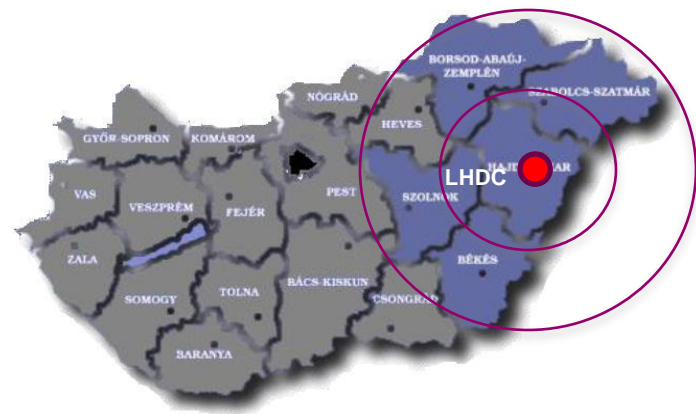 BORSOD-ABAÚJ-
ZEMPLÉN
SZABOLCS-SZATMÁR
NÓGRÁD
HEVES
GYŐR-SOPRON
KOMÁROM
LHDC
VAS
VESZPRÉM
FEJÉR
PEST
SZOLNOK
ZALA
BÉKÉS
SOMOGY
TOLNA
BÁCS-KISKUN
CSONGRÁD
BARANYA